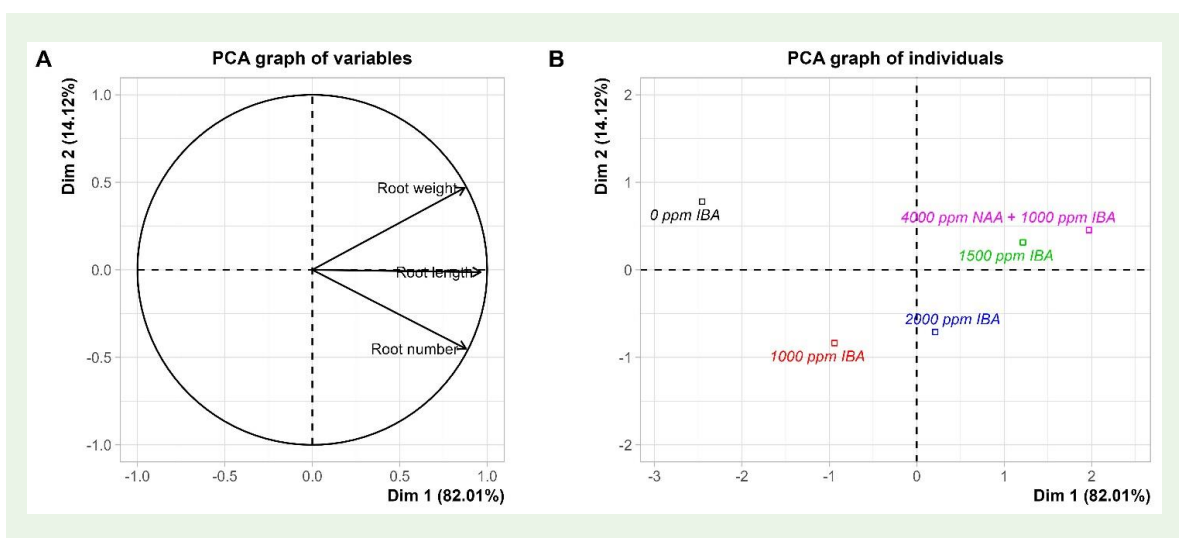 A
PCA graph of variables
Dim 2 (14.12%)
1.0
0.5
0.0
-0.5
-1.0
Root weight
Root length
Root number
-1.0 -0.5 0.0 0.5 1.0
Dim 1 (82.01%)
B
PCA graph of individuals
Dim 2 (14.12%)
2
1
0
-1
-2
0 ppm IBA
4000 ppm NAA + 1000 ppm IBA
1500 ppm IBA
2000 ppm IBA
1000 ppm IBA
-3 -2 -1 0 1 2
Dim 1 (82.01%)